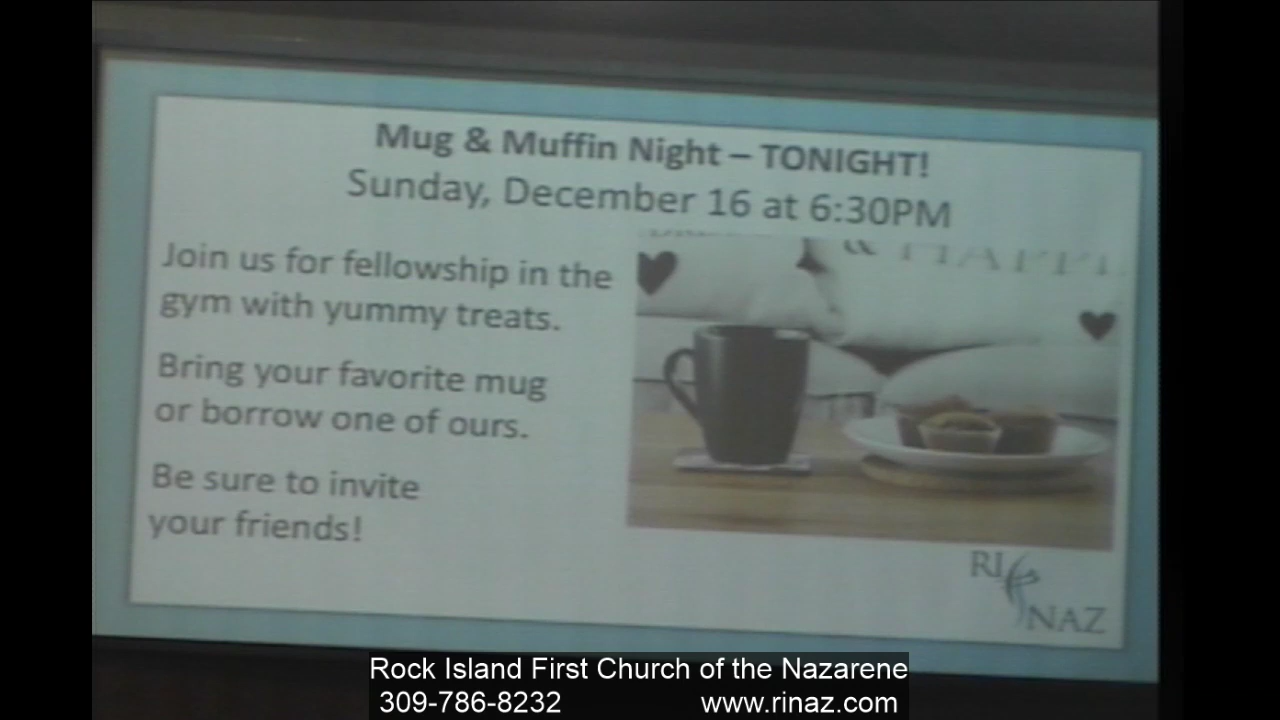 Mug & Muffin Night – TONIGHT!
Sunday, December 16 at 6:30PM
Join us for fellowship in the
gym with yummy treats.
Bring your favorite mug
or borrow one of ours.
Be sure to invite
your friends!
&
RI
NAZ
Rock Island First Church of the Nazarene
309-786-8232 www.rinaz.com